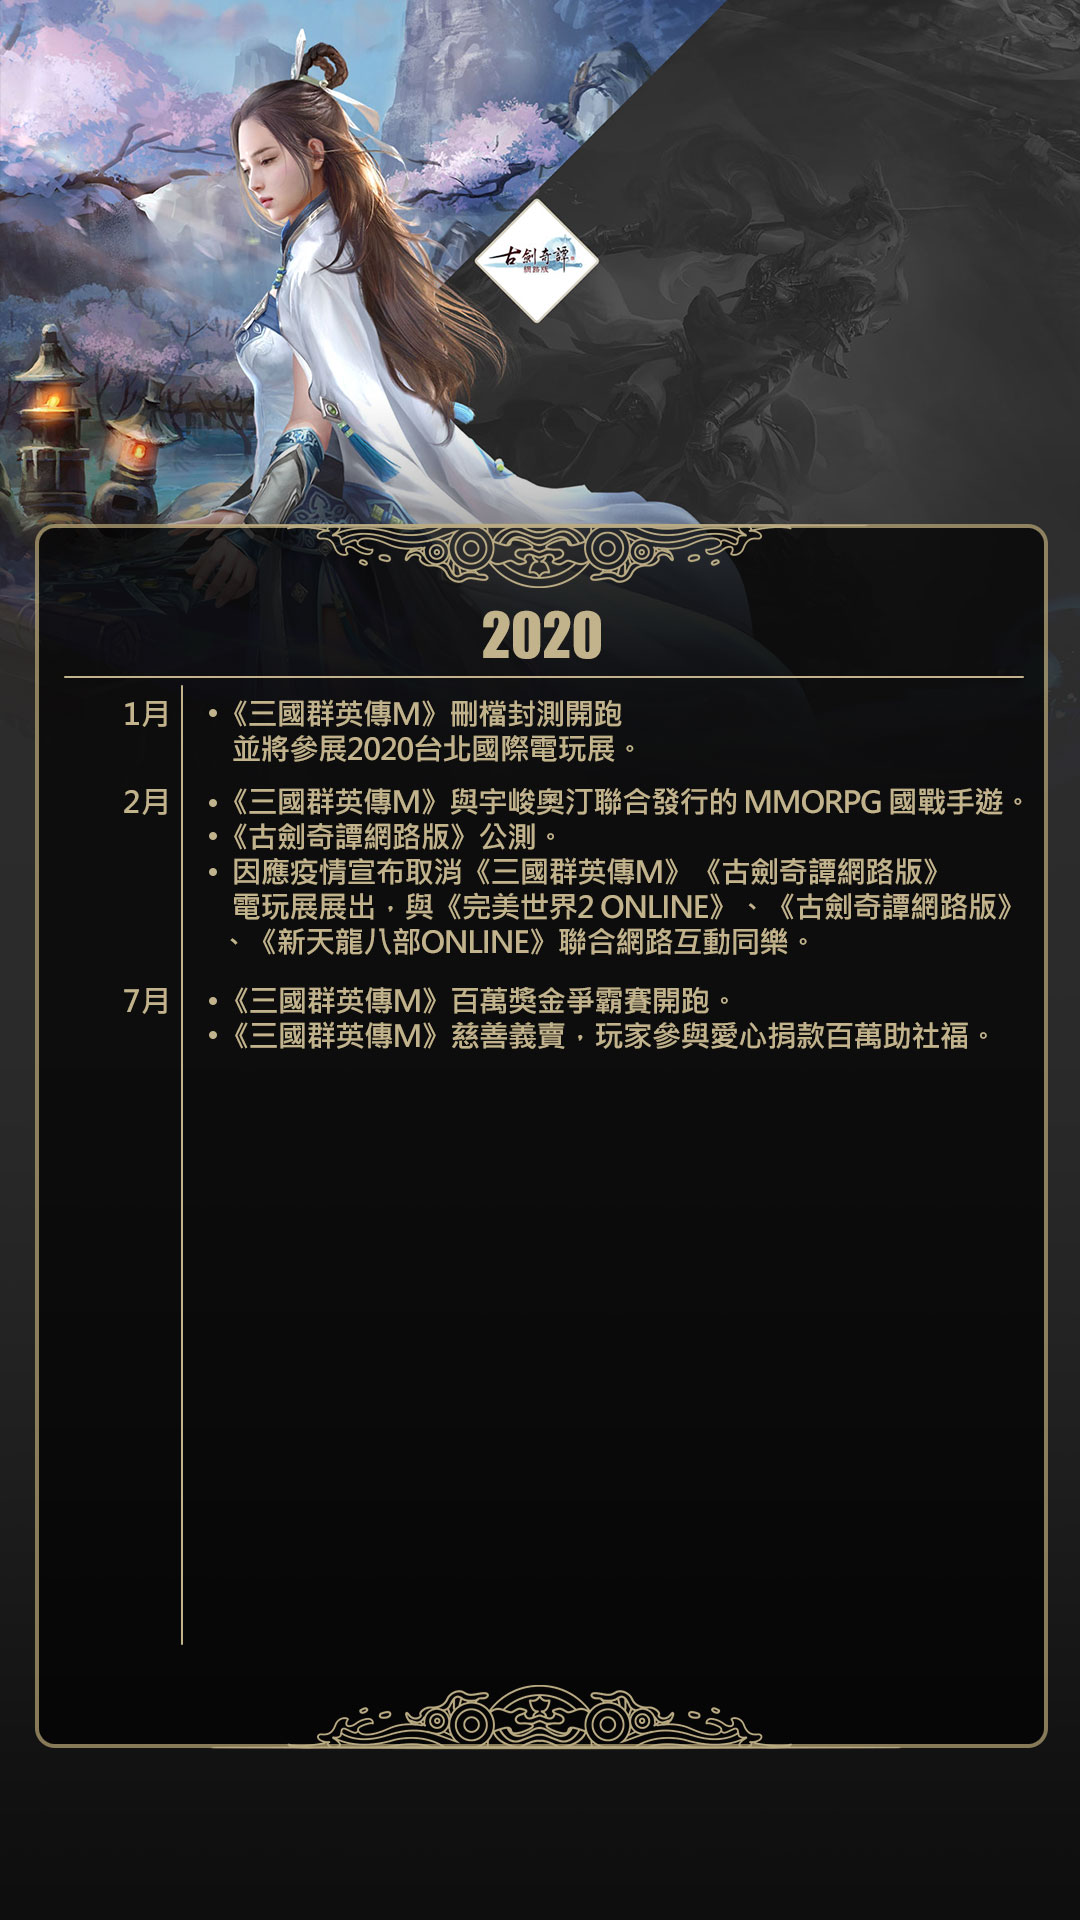 古劍奇譚
網路版
2020
1月
•《三國群英傳M》刪檔封測開跑
並將參展2020台北國際電玩展。
2月
•《三國群英傳M》與宇峻奧汀聯合發行的 MMORPG 國戰手遊。
•《古劍奇譚網路版》公測。
• 因應疫情宣布取消《三國群英傳M》《古劍奇譚網路版》
電玩展展出，與《完美世界2 ONLINE》、《古劍奇譚網路版》
、《新天龍八部ONLINE》聯合網路互動同樂。
7月
•《三國群英傳M》百萬獎金爭霸賽開跑。
•《三國群英傳M》慈善義賣，玩家參與愛心捐款百萬助社福。